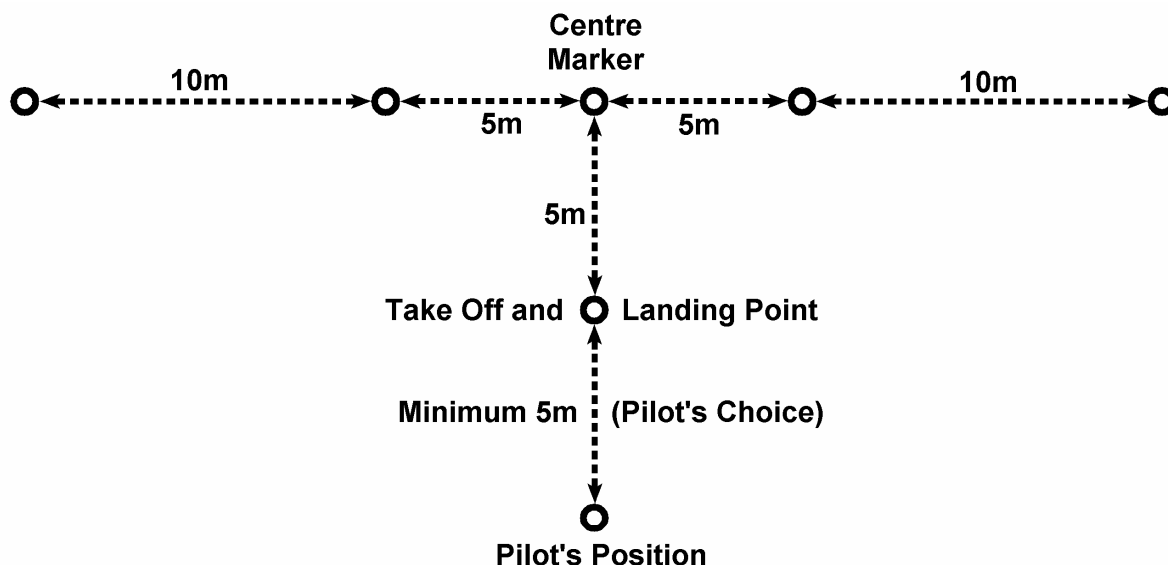 Centre
Marker
10m
10m
5m
5m
5m
Take Off and Landing Point
Minimum 5m (Pilot's Choice)
Pilot's Position